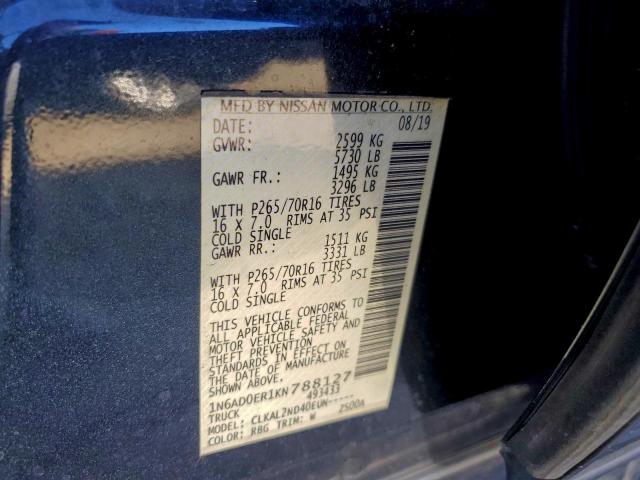 MFD BY NISSAN MOTOR CO., LTD.
DATE: 08/19
GVWR: 2599 KG
5730 LB
GAWR FR.: 1495 KG
3296 LB
WITH P265/70R16 TIRES
16 X 7.0 RIMS AT 35 PSI
COLD SINGLE
GAWR RR.: 1511 KG
3331 LB
WITH P265/70R16 TIRES
16 X 7.0 RIMS AT 35 PSI
COLD SINGLE
THIS VEHICLE CONFORMS TO
ALL APPLICABLE FEDERAL
MOTOR VEHICLE SAFETY AND
THEFT PREVENTION
STANDARDS IN EFFECT ON
THE DATE OF MANUFACTURE
SHOWN ABOVE.
1N6AD0ER1KN788127
TRUCK 493433
MODEL: CLKAL2ND40EUN-----
COLOR: RBG TRIM: W 2S00A